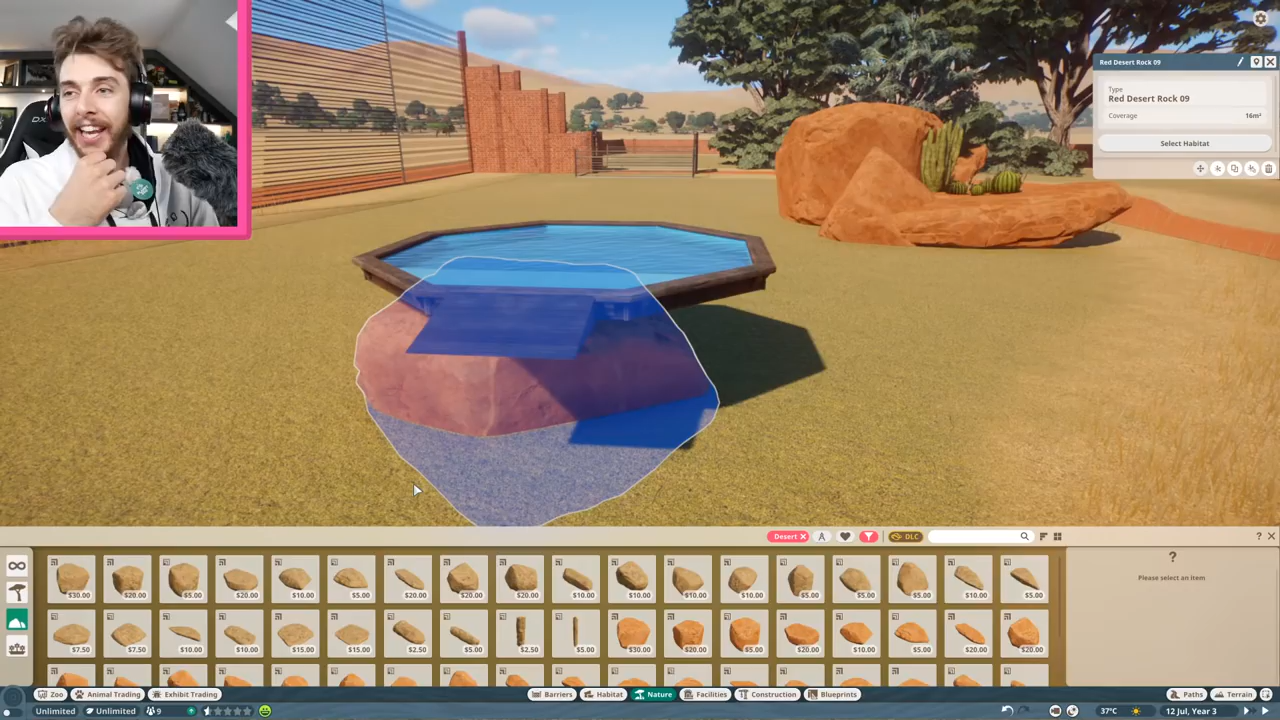 DX
Red Desert Rock 09
Type
Red Desert Rock 09
Coverage 16m²
Select Habitat
Desert
DLC
?
?
Please select an item
$30.00 $20.00 $5.00 $20.00 $10.00 $5.00 $20.00 $20.00 $20.00 $10.00 $10.00 $10.00 $10.00 $5.00 $5.00 $5.00 $10.00 $5.00
$7.50 $7.50 $10.00 $10.00 $15.00 $15.00 $2.50 $5.00 $2.50 $5.00 $30.00 $20.00 $5.00 $20.00 $10.00 $5.00 $20.00 $20.00
Zoo Animal Trading Exhibit Trading Barriers Habitat Nature Facilities Construction Blueprints Paths Terrain
Unlimited Unlimited 9 37°C 12 Jul, Year 3